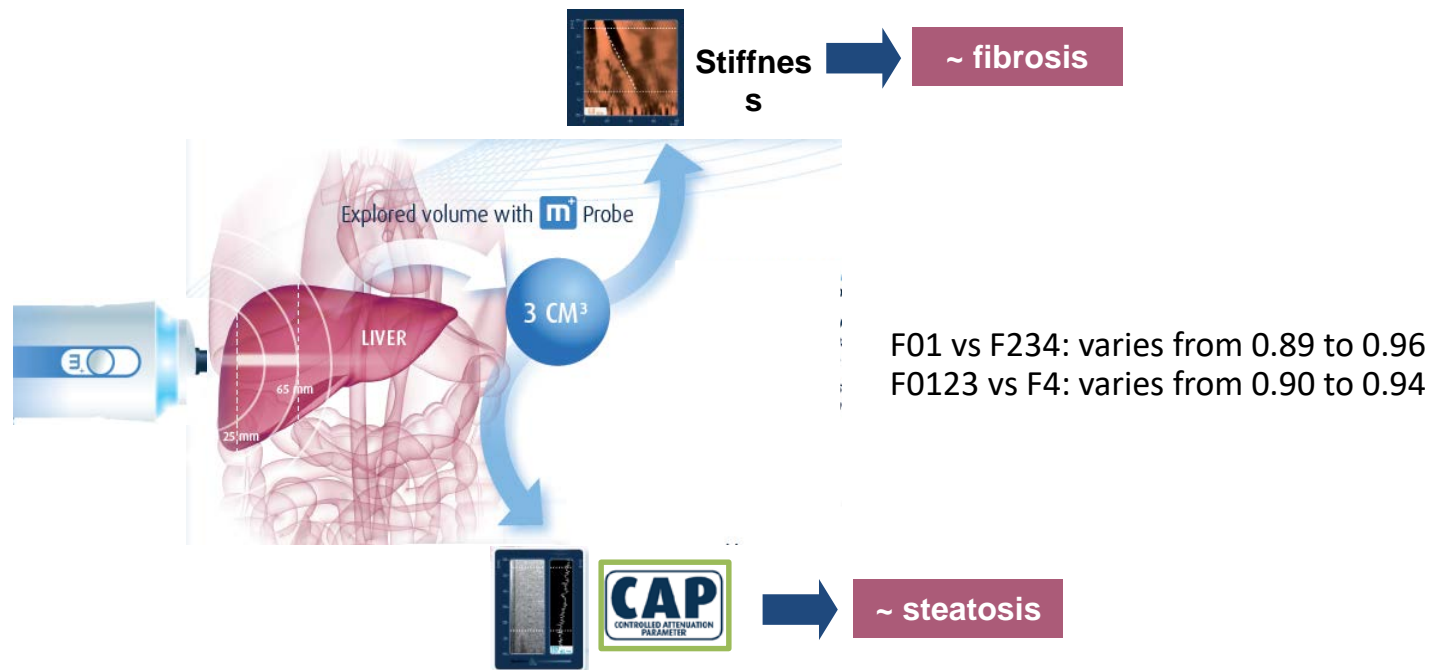 Stiffnes
s
~ fibrosis
Explored volume with m+ Probe
3 CM³
LIVER
m+
65 mm
25 mm
F01 vs F234: varies from 0.89 to 0.96
F0123 vs F4: varies from 0.90 to 0.94
CAP
CONTROLLED ATTENUATION
PARAMETER
~ steatosis